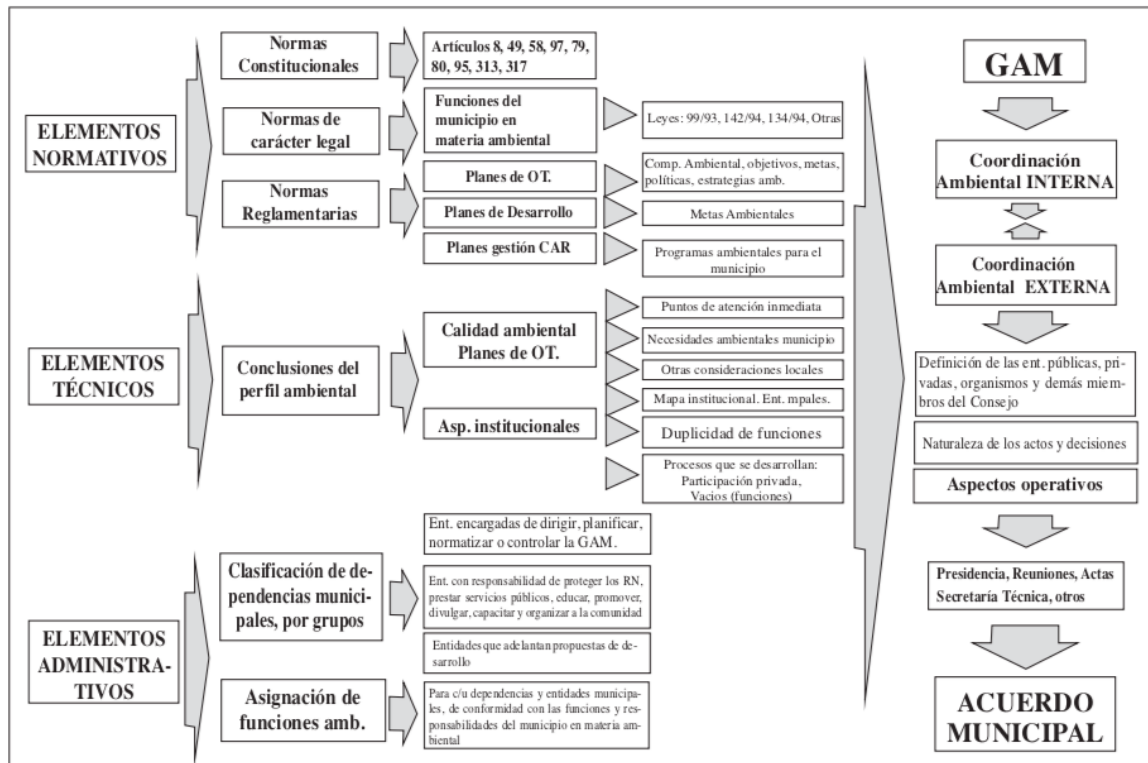 ELEMENTOS
NORMATIVOS
Normas
Constitucionales
Artículos 8, 49, 58, 97, 79,
80, 95, 313, 317
Normas de
carácter legal
Funciones del
municipio en
materia ambiental
Leyes: 99/93, 142/94, 134/94, Otras
Normas
Reglamentarias
Planes de OT.
Comp. Ambiental, objetivos, metas,
políticas, estrategias amb.
Planes de Desarrollo
Metas Ambientales
Planes gestión CAR
Programas ambientales para el
municipio
ELEMENTOS
TÉCNICOS
Conclusiones del
perfil ambiental
Calidad ambiental
Planes de OT.
Puntos de atención inmediata
Necesidades ambientales municipio
Otras consideraciones locales
Asp. institucionales
Mapa institucional. Ent. mpales.
Duplicidad de funciones
Procesos que se desarrollan:
Participación privada,
Vacios (funciones)
ELEMENTOS
ADMINISTRA-
TIVOS
Clasificación de de-
pendencias munici-
pales, por grupos
Ent. encargadas de dirigir, planificar,
normatizar o controlar la GAM.
Ent. con responsabilidad de proteger los RN,
prestar servicios públicos, educar, promover,
divulgar, capacitar y organizar a la comunidad
Entidades que adelantan propuestas de de-
sarrollo
Asignación de
funciones amb.
Para c/u dependencias y entidades municipa-
les, de conformidad con las funciones y res-
ponsabilidades del municipio en materia am-
biental
GAM
Coordinación
Ambiental INTERNA
Coordinación
Ambiental EXTERNA
Definición de las ent. públicas, pri-
vadas, organismos y demás miem-
bros del Consejo
Naturaleza de los actos y decisiones
Aspectos operativos
Presidencia, Reuniones, Actas
Secretaría Técnica, otros
ACUERDO
MUNICIPAL